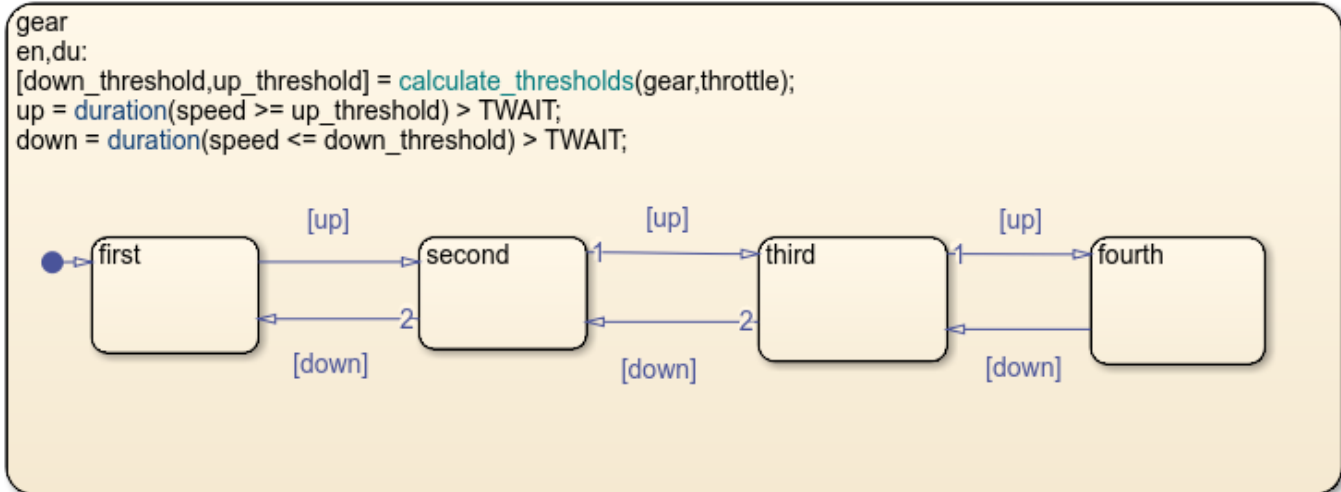 gear
en,du:
[down_threshold,up_threshold] = calculate_thresholds(gear,throttle);
up = duration(speed >= up_threshold) > TWAIT;
down = duration(speed <= down_threshold) > TWAIT;
[up]
[up]
[up]
first
second
1
third
1
fourth
2
2
[down]
[down]
[down]